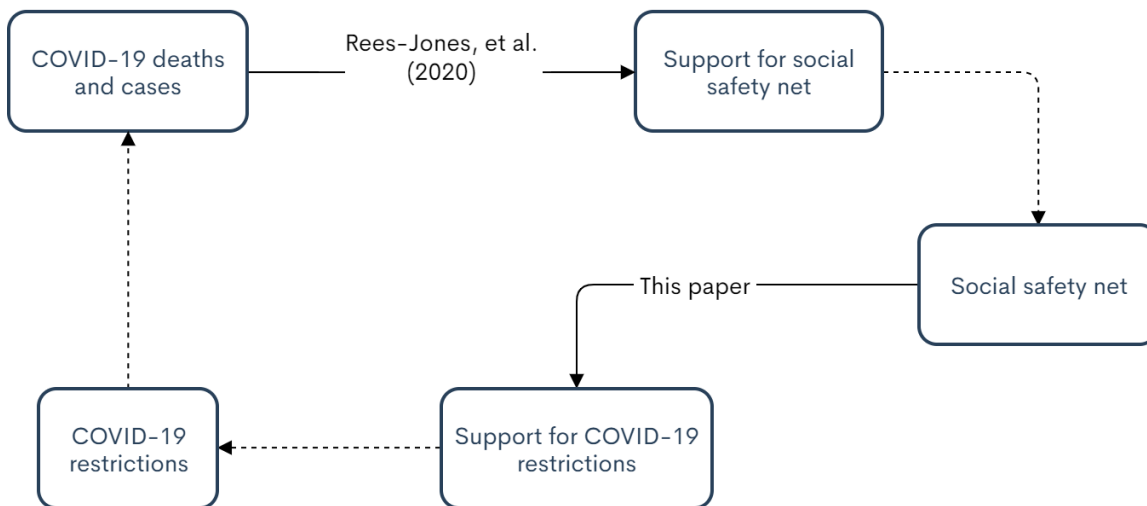 COVID-19 deaths
and cases
Rees-Jones, et al.
(2020)
Support for social
safety net
This paper
Social safety net
COVID-19
restrictions
Support for COVID-19
restrictions